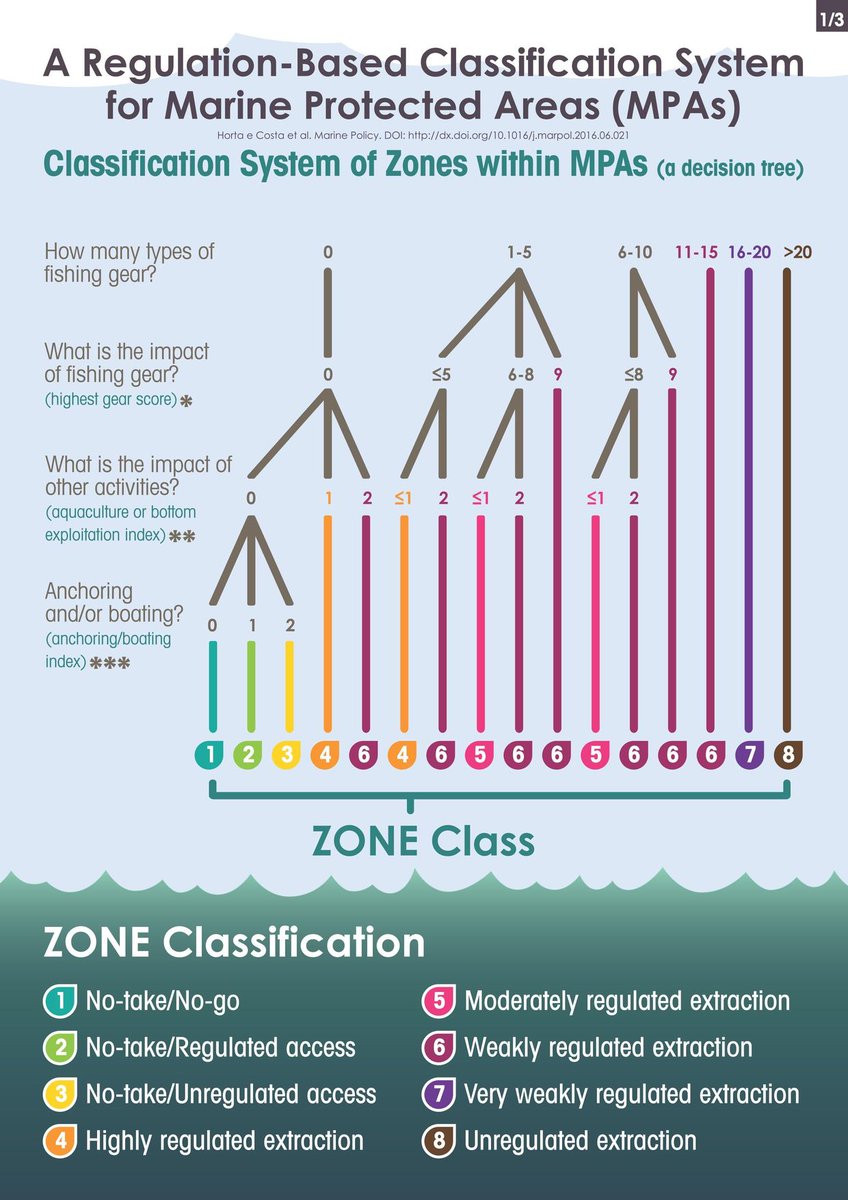 1/3
A Regulation-Based Classification System
for Marine Protected Areas (MPAs)
Horta e Costa et al. Marine Policy. DOI: http://dx.doi.org/10.1016/j.marpol.2016.06.021
Classification System of Zones within MPAs (a decision tree)
How many types of
fishing gear?
0 1-5 6-10 11-15 16-20 >20
What is the impact
of fishing gear?
(highest gear score) *
0 ≤5 6-8 9 ≤8 9
What is the impact of
other activities?
(aquaculture or bottom
exploitation index) **
0 1 2 ≤1 2 ≤1 2 ≤1 2
Anchoring
and/or boating?
(anchoring/boating
index) ***
0 1 2
1 2 3 4 6 4 6 5 6 6 5 6 6 6 7 8
ZONE Class
ZONE Classification
1 No-take/No-go
2 No-take/Regulated access
3 No-take/Unregulated access
4 Highly regulated extraction
5 Moderately regulated extraction
6 Weakly regulated extraction
7 Very weakly regulated extraction
8 Unregulated extraction